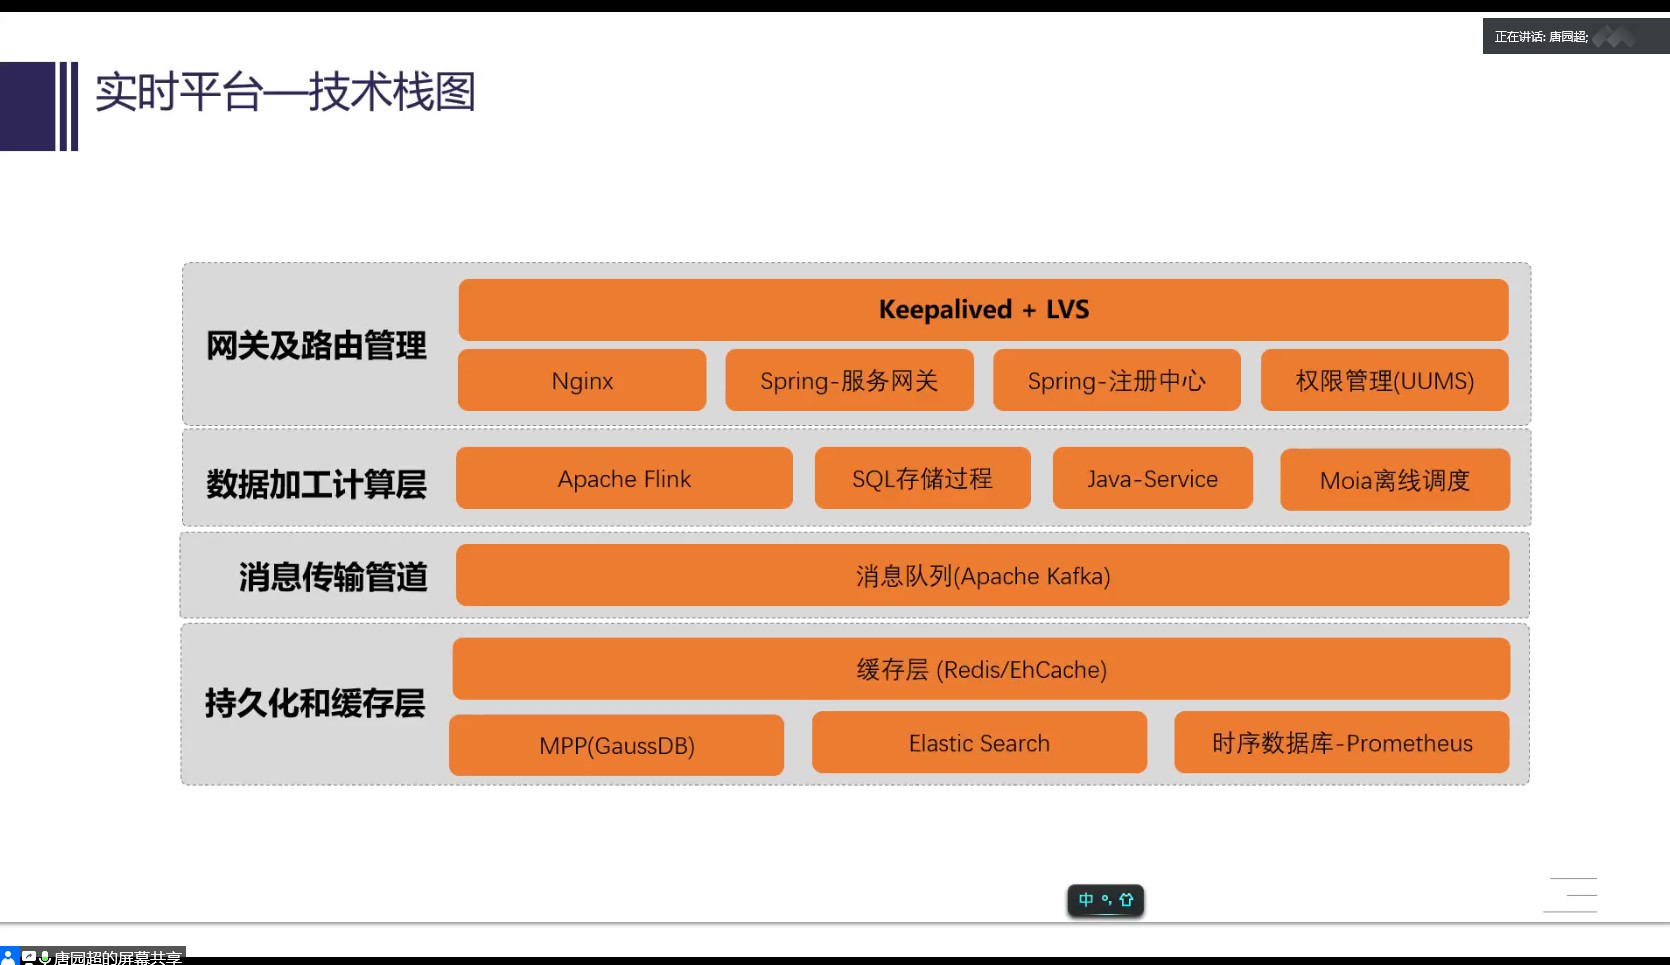 正在讲话: 唐园超;
实时平台—技术栈图
网关及路由管理
Keepalived + LVS
Nginx
Spring-服务网关
Spring-注册中心
权限管理(UUMS)
数据加工计算层
Apache Flink
SQL存储过程
Java-Service
Moia离线调度
消息传输管道
消息队列(Apache Kafka)
持久化和缓存层
缓存层 (Redis/EhCache)
MPP(GaussDB)
Elastic Search
时序数据库-Prometheus
中 °,
唐园超的屏幕共享